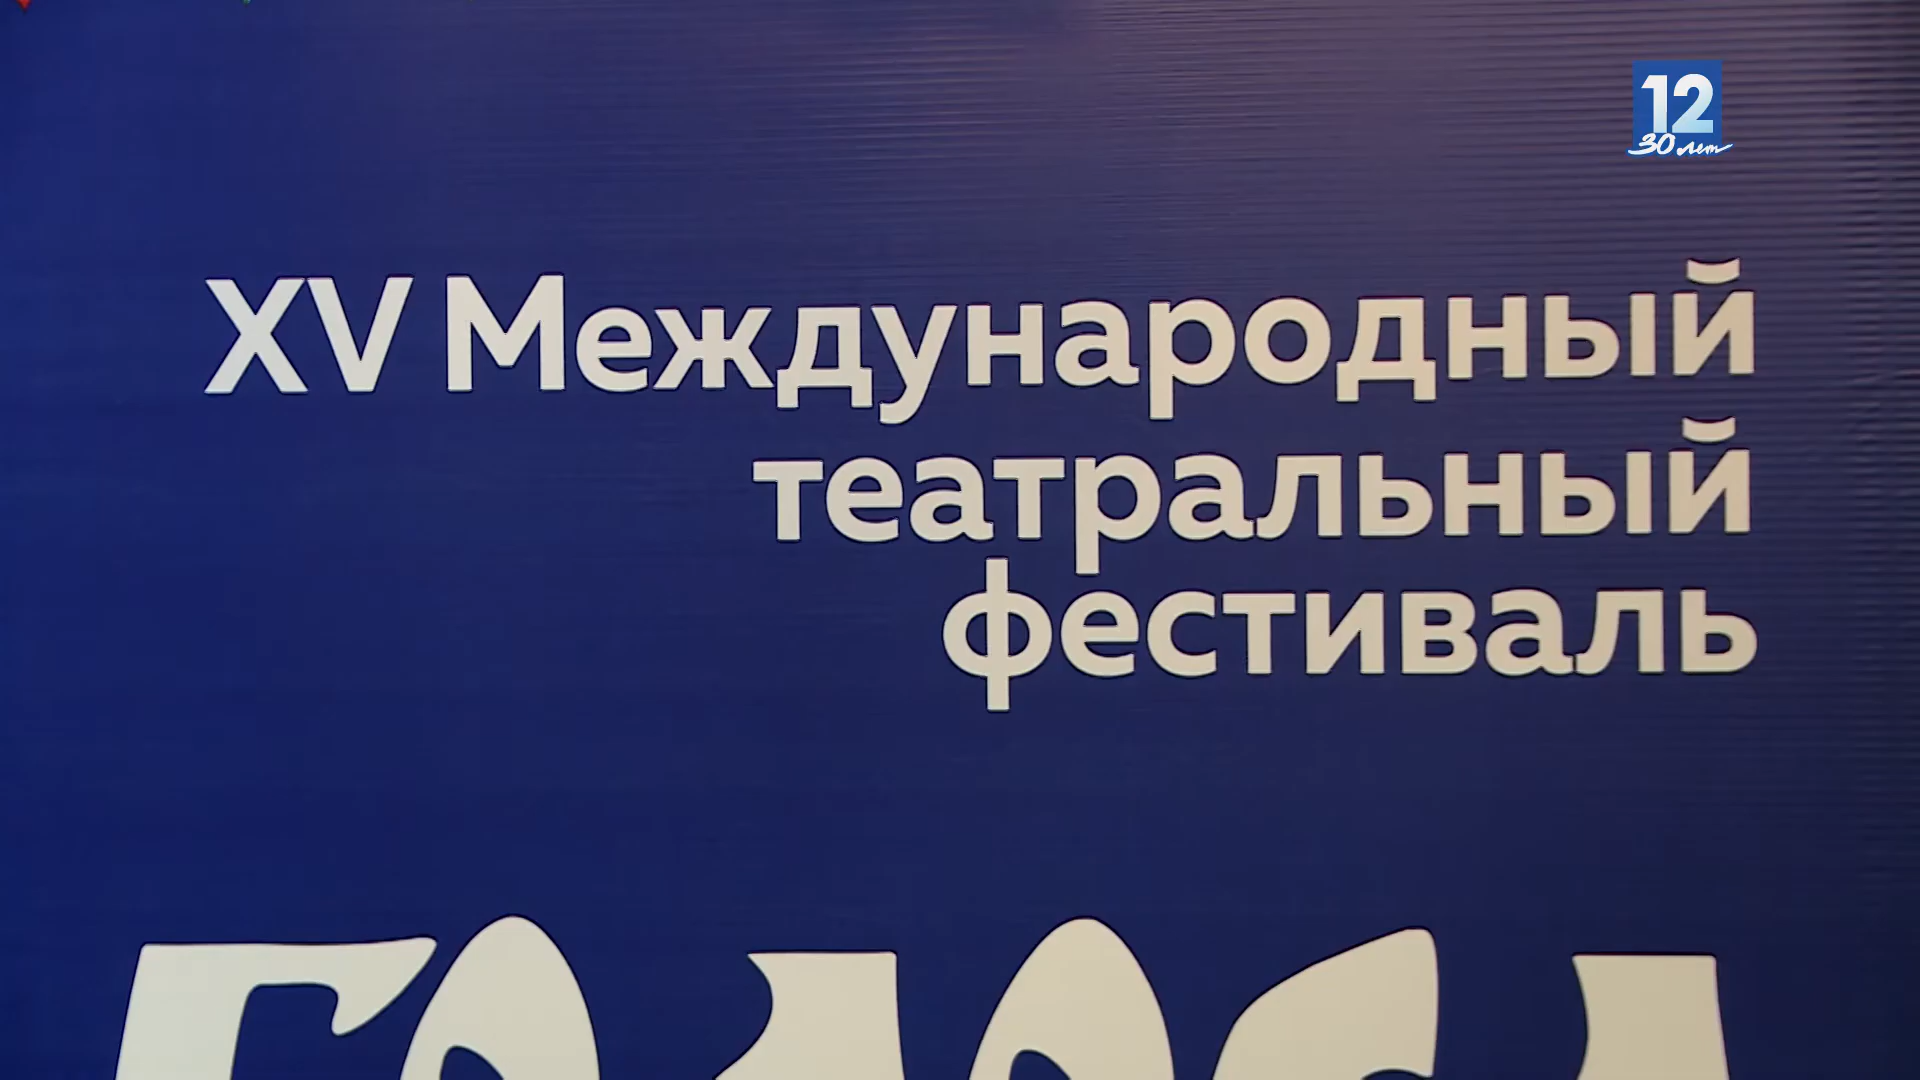 12
30 лет
XV Международный
театральный
фестиваль